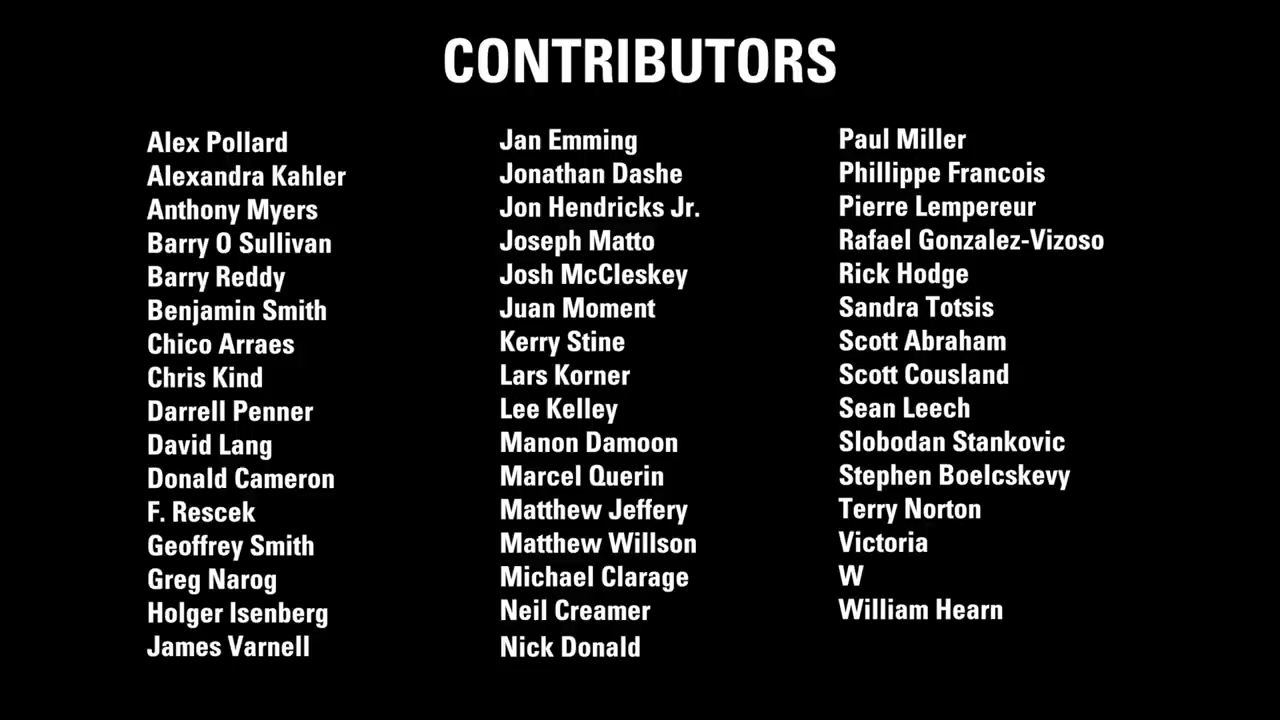 CONTRIBUTORS
Alex Pollard
Alexandra Kahler
Anthony Myers
Barry O Sullivan
Barry Reddy
Benjamin Smith
Chico Arraes
Chris Kind
Darrell Penner
David Lang
Donald Cameron
F. Rescek
Geoffrey Smith
Greg Narog
Holger Isenberg
James Varnell
Jan Emming
Jonathan Dashe
Jon Hendricks Jr.
Joseph Matto
Josh McCleskey
Juan Moment
Kerry Stine
Lars Korner
Lee Kelley
Manon Damoon
Marcel Querin
Matthew Jeffery
Matthew Willson
Michael Clarage
Neil Creamer
Nick Donald
Paul Miller
Phillippe Francois
Pierre Lempereur
Rafael Gonzalez-Vizoso
Rick Hodge
Sandra Totsis
Scott Abraham
Scott Cousland
Sean Leech
Slobodan Stankovic
Stephen Boelcskevy
Terry Norton
Victoria
W
William Hearn